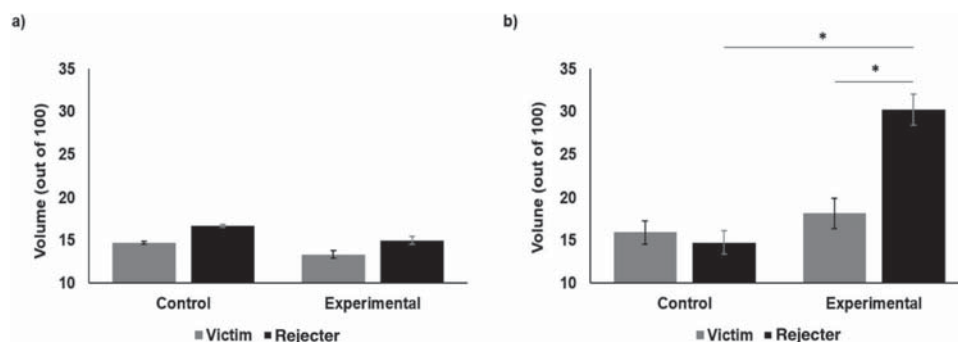 a)
Volume (out of 100)
35
30
25
20
15
10
Control Experimental
Victim Rejecter
b)
* 
*
Volune (out of 100)
35
30
25
20
15
10
Control Experimental
Victim Rejecter